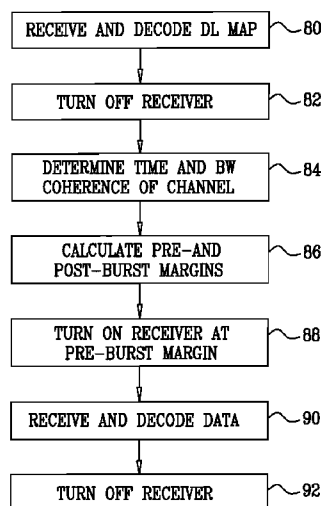 RECEIVE AND DECODE DL MAP
80
TURN OFF RECEIVER
82
DETERMINE TIME AND BW
COHERENCE OF CHANNEL
84
CALCULATE PRE-AND
POST-BURST MARGINS
86
TURN ON RECEIVER AT
PRE-BURST MARGIN
88
RECEIVE AND DECODE DATA
90
TURN OFF RECEIVER
92